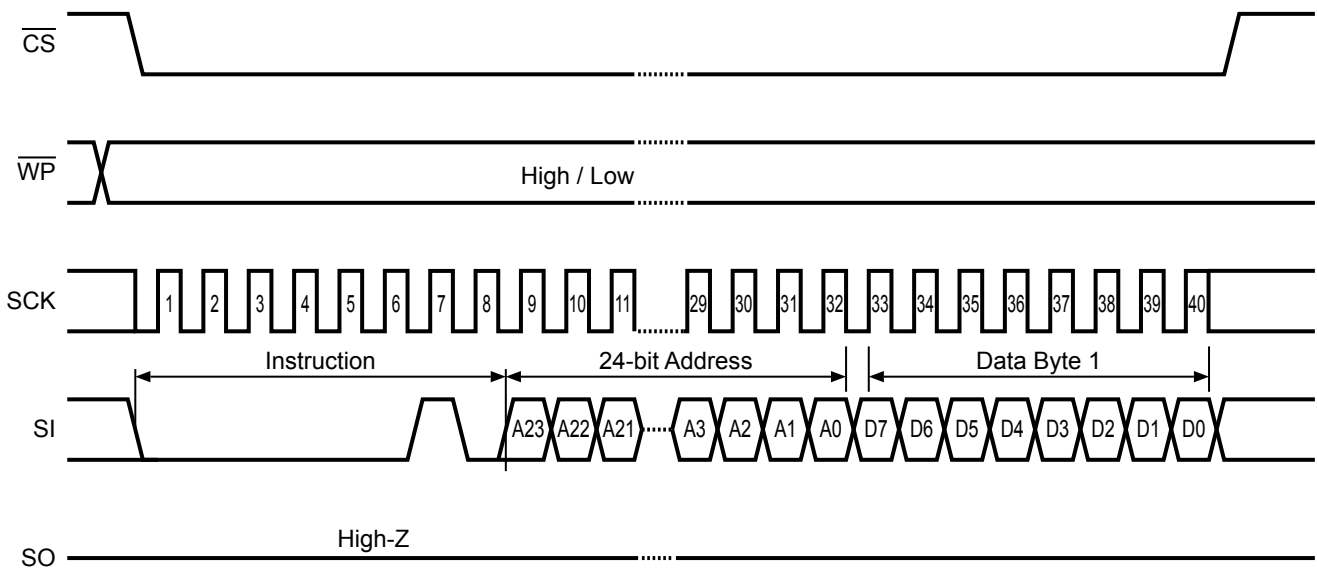 CS
WP
High / Low
SCK
1 2 3 4 5 6 7 8 9 10 11 29 30 31 32 33 34 35 36 37 38 39 40
Instruction 24-bit Address Data Byte 1
SI
A23 A22 A21 A3 A2 A1 A0 D7 D6 D5 D4 D3 D2 D1 D0
High-Z
SO